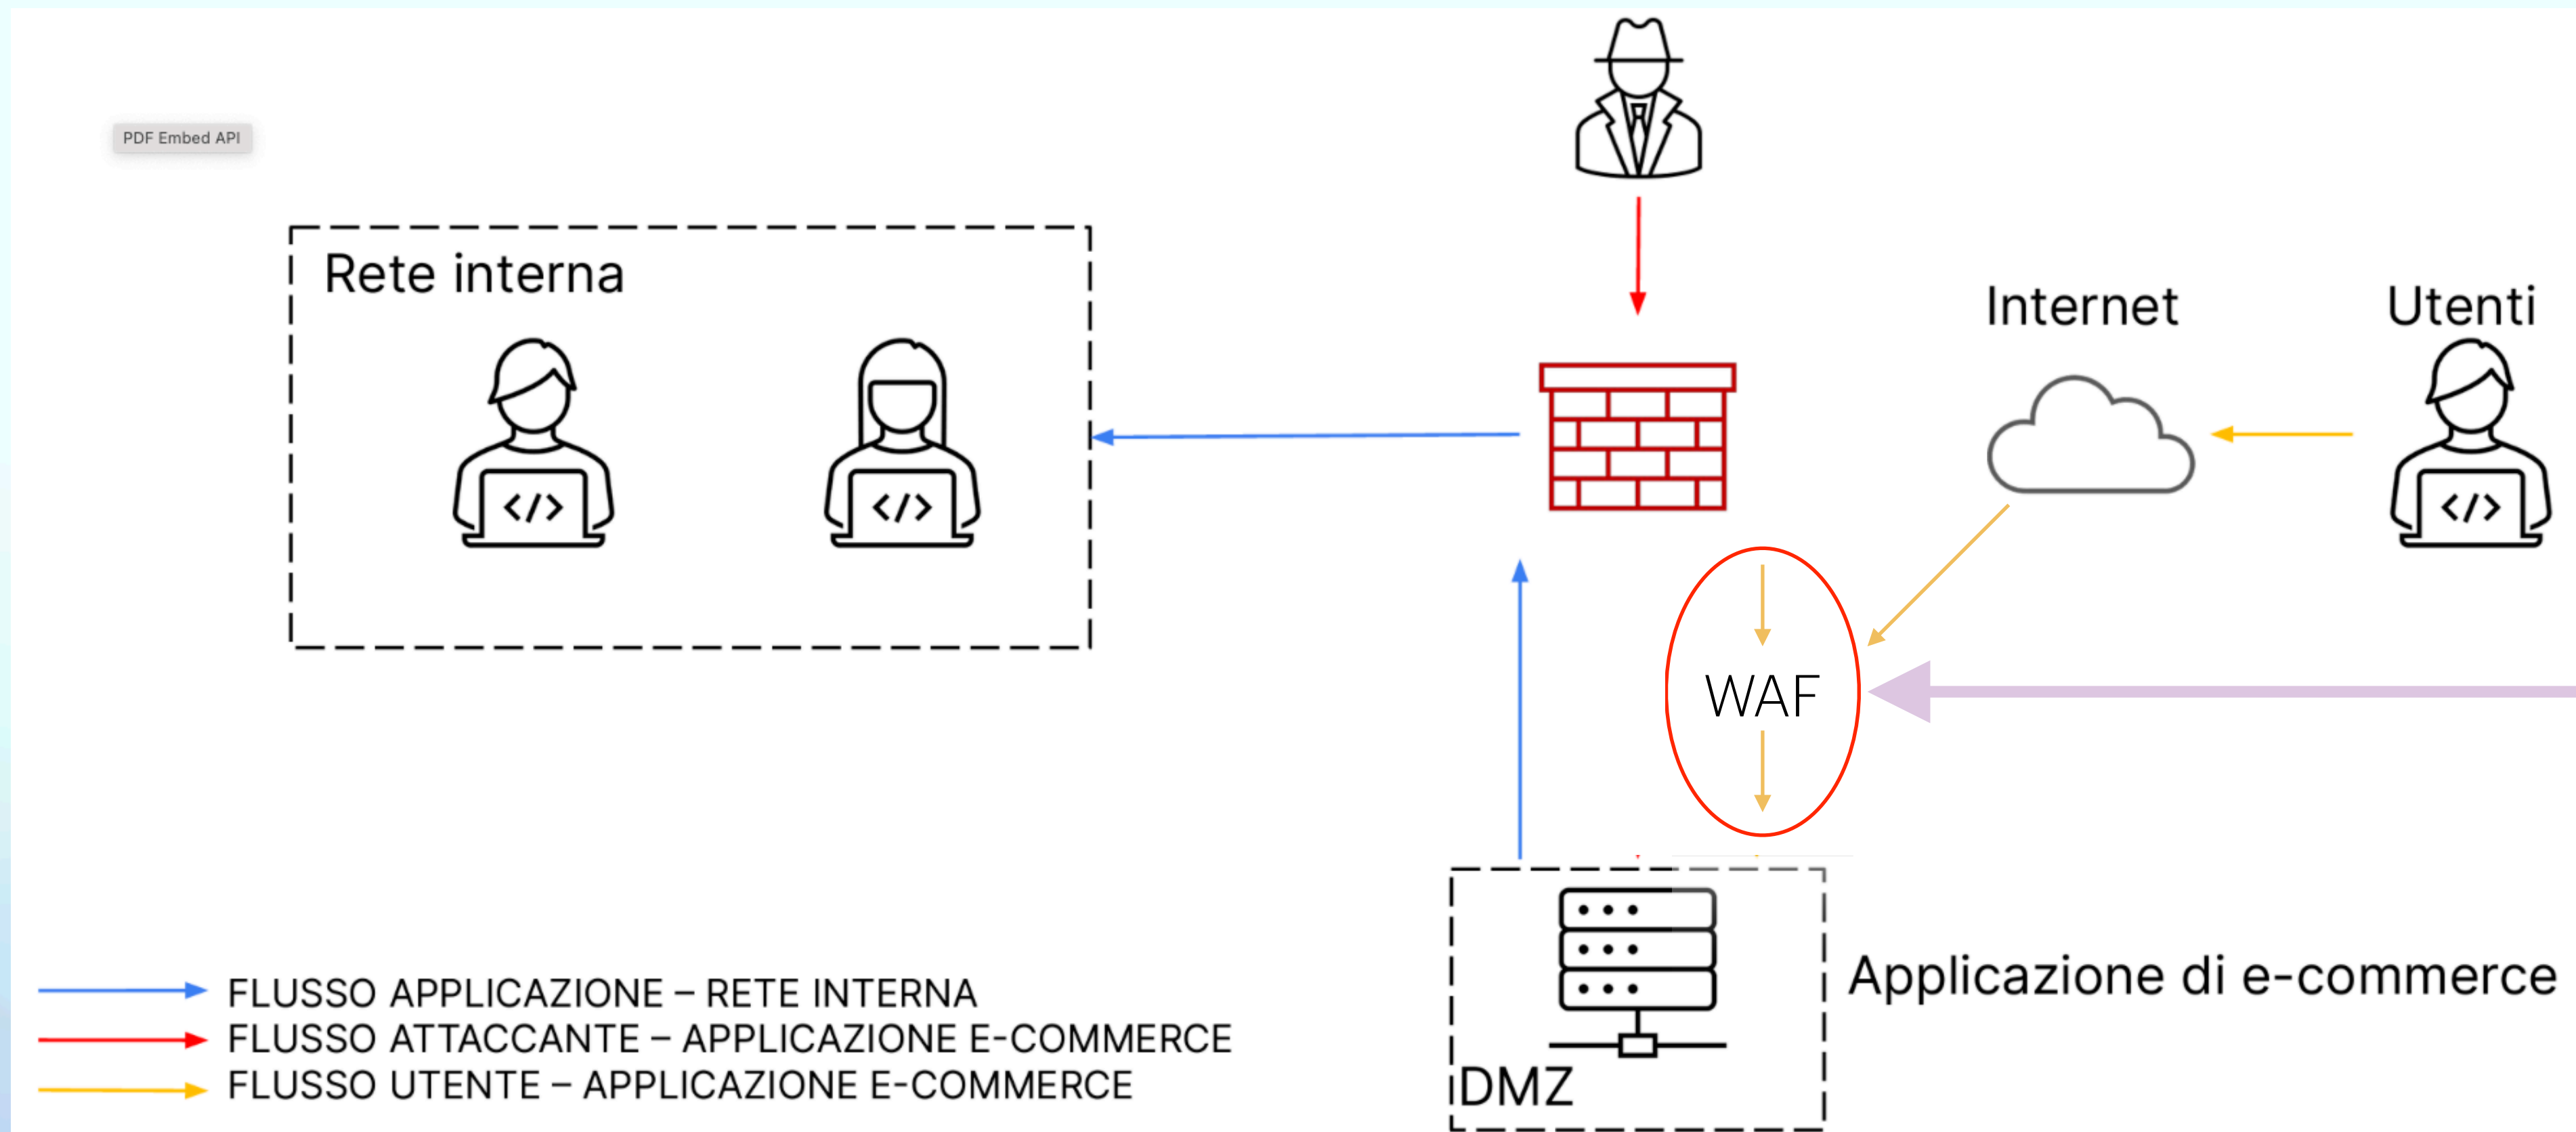 PDF Embed API
Rete interna
Internet
Utenti
</>
</>
</>
WAF
Applicazione di e-commerce
DMZ
FLUSSO APPLICAZIONE – RETE INTERNA
FLUSSO ATTACCANTE – APPLICAZIONE E-COMMERCE
FLUSSO UTENTE – APPLICAZIONE E-COMMERCE